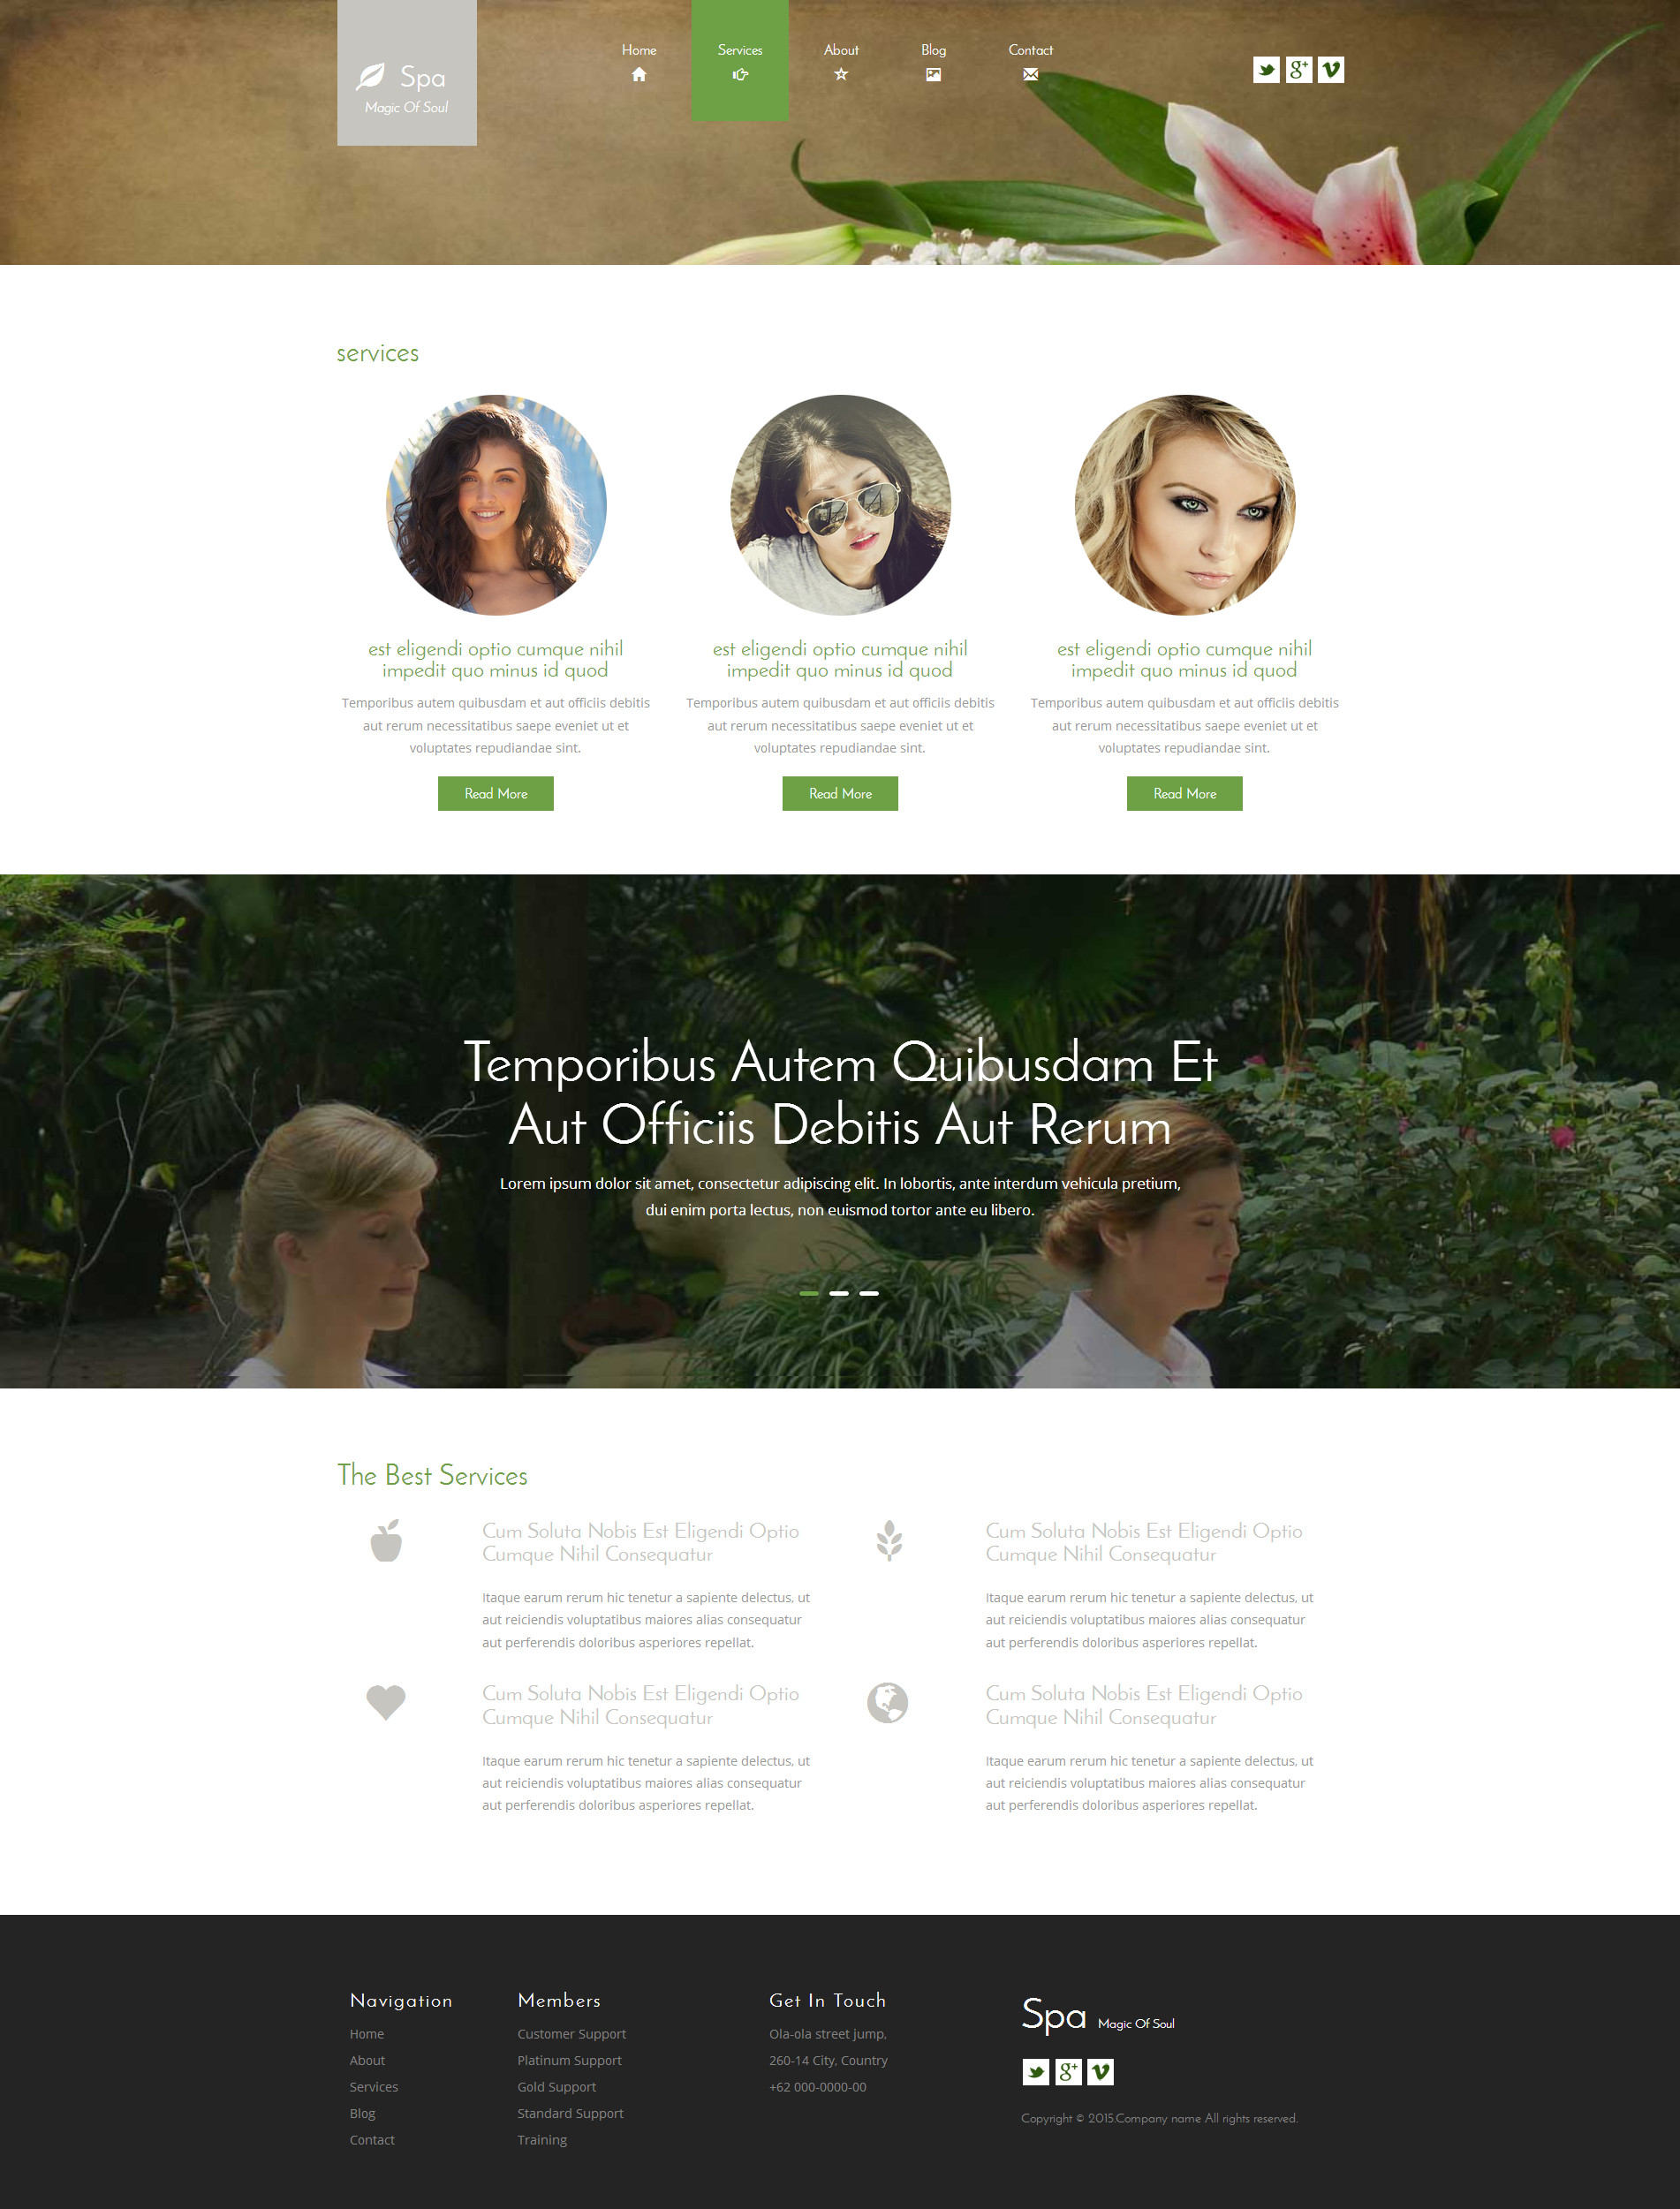 Spa
Magic Of Soul
Home
Services
About
Blog
Contact
g+
services
est eligendi optio cumque nihil
impedit quo minus id quod
Temporibus autem quibusdam et aut officiis debitis
aut rerum necessitatibus saepe eveniet ut et
voluptates repudiandae sint.
Read More
est eligendi optio cumque nihil
impedit quo minus id quod
Temporibus autem quibusdam et aut officiis debitis
aut rerum necessitatibus saepe eveniet ut et
voluptates repudiandae sint.
Read More
est eligendi optio cumque nihil
impedit quo minus id quod
Temporibus autem quibusdam et aut officiis debitis
aut rerum necessitatibus saepe eveniet ut et
voluptates repudiandae sint.
Read More
Temporibus Autem Quibusdam Et
Aut Officiis Debitis Aut Rerum
Lorem ipsum dolor sit amet, consectetur adipiscing elit. In lobortis, ante interdum vehicula pretium,
dui enim porta lectus, non euismod tortor ante eu libero.
The Best Services
Cum Soluta Nobis Est Eligendi Optio
Cumque Nihil Consequatur
Itaque earum rerum hic tenetur a sapiente delectus, ut
aut reiciendis voluptatibus maiores alias consequatur
aut perferendis doloribus asperiores repellat.
Cum Soluta Nobis Est Eligendi Optio
Cumque Nihil Consequatur
Itaque earum rerum hic tenetur a sapiente delectus, ut
aut reiciendis voluptatibus maiores alias consequatur
aut perferendis doloribus asperiores repellat.
Cum Soluta Nobis Est Eligendi Optio
Cumque Nihil Consequatur
Itaque earum rerum hic tenetur a sapiente delectus, ut
aut reiciendis voluptatibus maiores alias consequatur
aut perferendis doloribus asperiores repellat.
Cum Soluta Nobis Est Eligendi Optio
Cumque Nihil Consequatur
Itaque earum rerum hic tenetur a sapiente delectus, ut
aut reiciendis voluptatibus maiores alias consequatur
aut perferendis doloribus asperiores repellat.
Navigation
Home
About
Services
Blog
Contact
Members
Customer Support
Platinum Support
Gold Support
Standard Support
Training
Get In Touch
Ola-ola street jump,
260-14 City, Country
+62 000-0000-00
Spa Magic Of Soul
g+
Copyright © 2015.Company name All rights reserved.